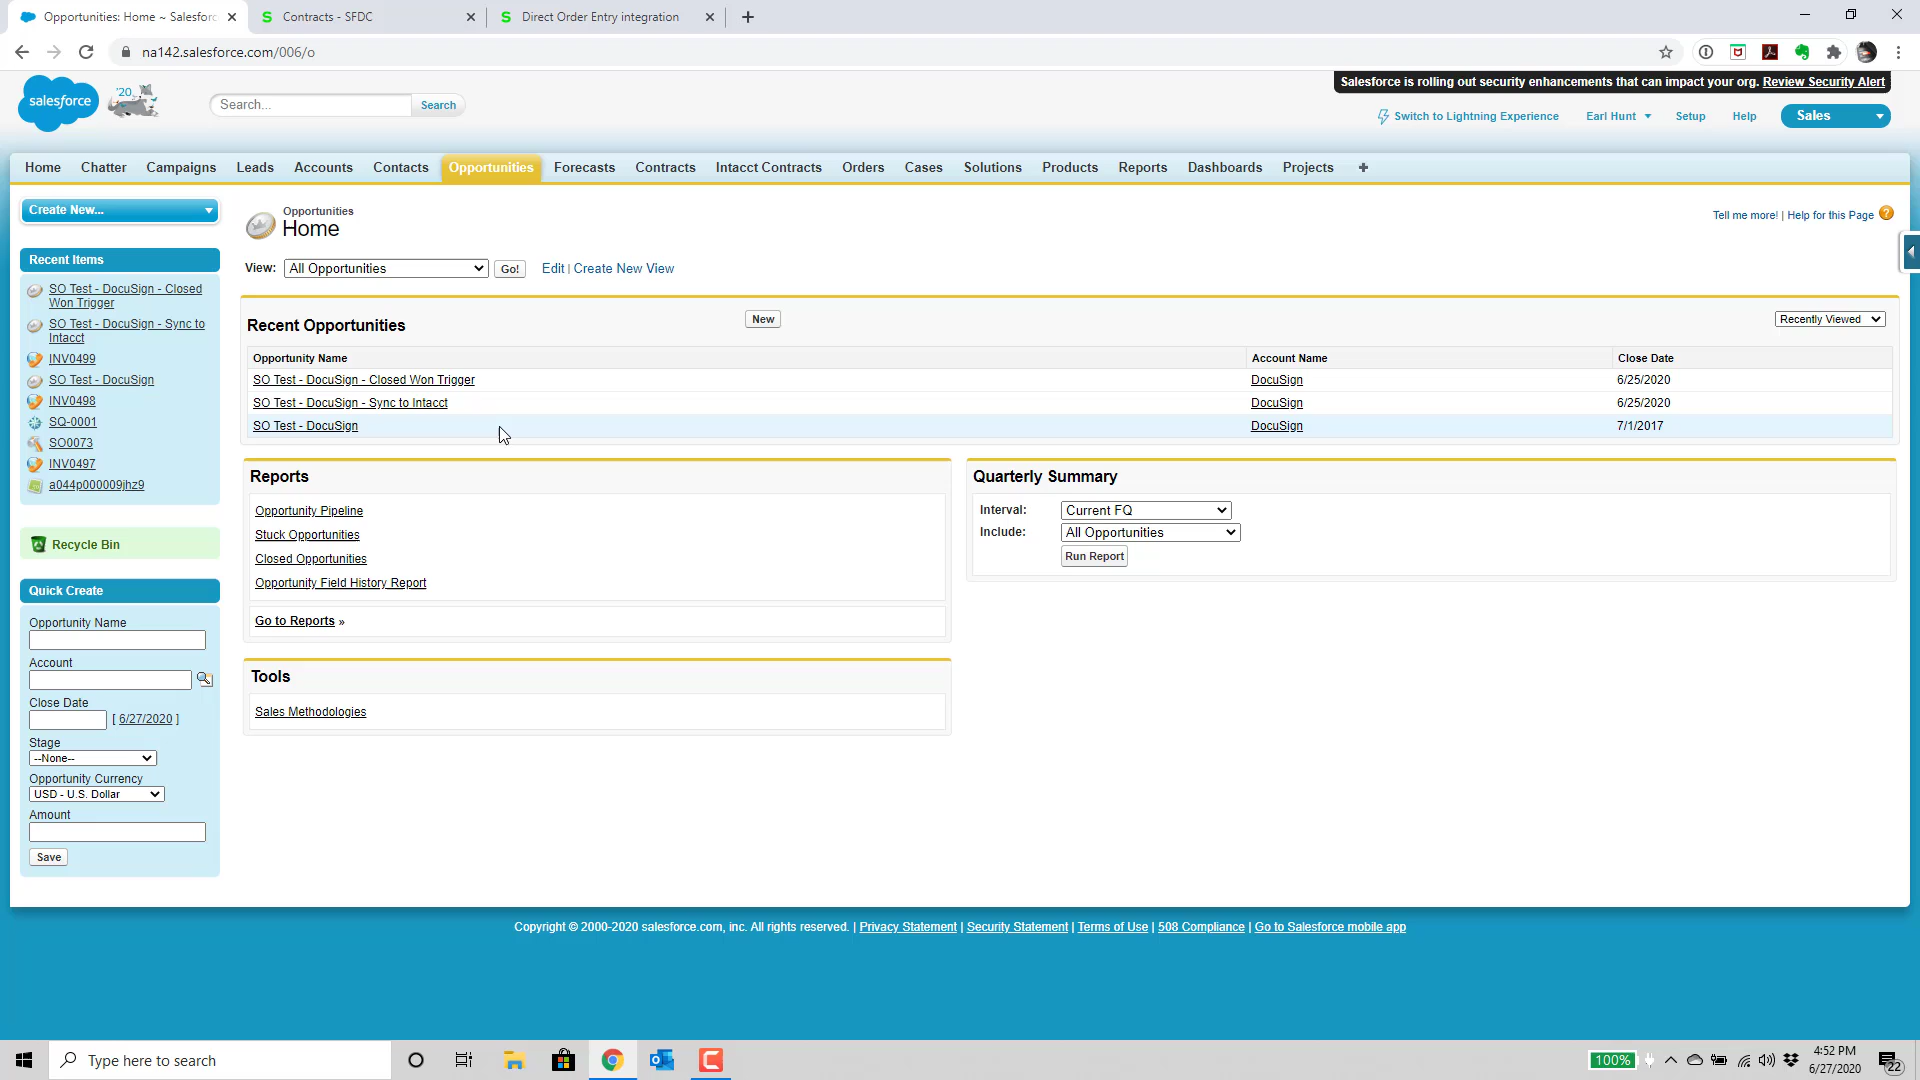 Opportunities: Home ~ Salesforc
Contracts - SFDC
Direct Order Entry integration
na142.salesforce.com/006/o
Salesforce is rolling out security enhancements that can impact your org. Review Security Alert
salesforce
'20
Search...
Search
Switch to Lightning Experience
Earl Hunt
Setup
Help
Sales
Home
Chatter
Campaigns
Leads
Accounts
Contacts
Opportunities
Forecasts
Contracts
Intacct Contracts
Orders
Cases
Solutions
Products
Reports
Dashboards
Projects
+
Create New...
Recent Items
SO Test - DocuSign - Closed
Won Trigger
SO Test - DocuSign - Sync to
Intacct
INV0499
SO Test - DocuSign
INV0498
SQ-0001
SO0073
INV0497
a044p000009jhz9
Recycle Bin
Quick Create
Opportunity Name
Account
Close Date
[ 6/27/2020 ]
Stage
--None--
Opportunity Currency
USD - U.S. Dollar
Amount
Save
Opportunities
Home
Tell me more! | Help for this Page ?
View: All Opportunities Go! Edit | Create New View
Recent Opportunities
New
Recently Viewed
Opportunity Name Account Name Close Date
SO Test - DocuSign - Closed Won Trigger DocuSign 6/25/2020
SO Test - DocuSign - Sync to Intacct DocuSign 6/25/2020
SO Test - DocuSign DocuSign 7/1/2017
Reports
Opportunity Pipeline
Stuck Opportunities
Closed Opportunities
Opportunity Field History Report
Go to Reports »
Quarterly Summary
Interval: Current FQ
Include: All Opportunities
Run Report
Tools
Sales Methodologies
Copyright © 2000-2020 salesforce.com, inc. All rights reserved. | Privacy Statement | Security Statement | Terms of Use | 508 Compliance | Go to Salesforce mobile app
Type here to search
100%
4:52 PM
6/27/2020
22